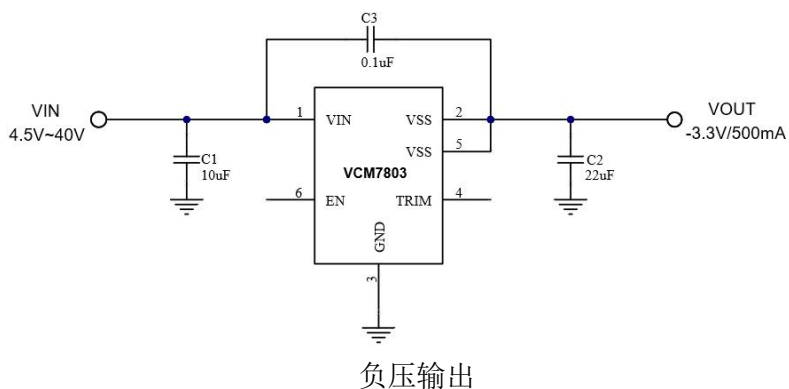 C3
0.1uF
VIN
4.5V~40V
1
VIN
VSS
2
VOUT
-3.3V/500mA
VSS
5
C1
10uF
VCM7803
C2
22uF
6
EN
TRIM
4
GND
3
负压输出